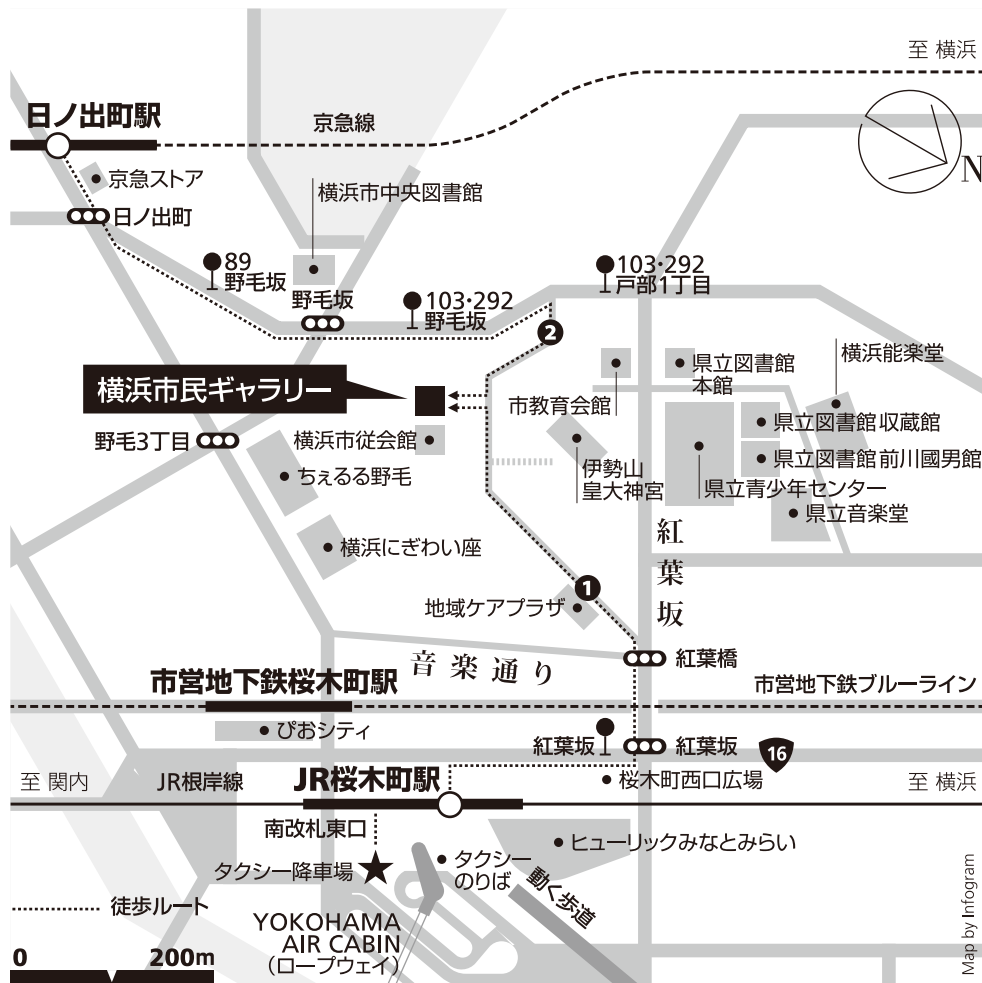 至 横浜
日ノ出町駅
京急線
N
京急ストア
横浜市中央図書館
日ノ出町
89
野毛坂
野毛坂
103・292
野毛坂
103・292
戸部1丁目
2
横浜市民ギャラリー
市教育会館
県立図書館
本館
横浜能楽堂
県立図書館 収蔵館
野毛3丁目
横浜市従会館
県立図書館 前川國男館
ちぇるる野毛
伊勢山
皇大神宮
県立青少年センター
県立音楽堂
横浜にぎわい座
紅葉坂
1
地域ケアプラザ
音楽通り
紅葉橋
市営地下鉄桜木町駅
市営地下鉄ブルーライン
ぴおシティ
紅葉坂
紅葉坂
16
至 関内
JR根岸線
JR桜木町駅
桜木町西口広場
至 横浜
南改札東口
ヒューリックみなとみらい
タクシー降車場
タクシー
のりば
動く歩道
徒歩ルート
YOKOHAMA
AIR CABIN
（ロープウェイ）
0
200m
Map by Infogram